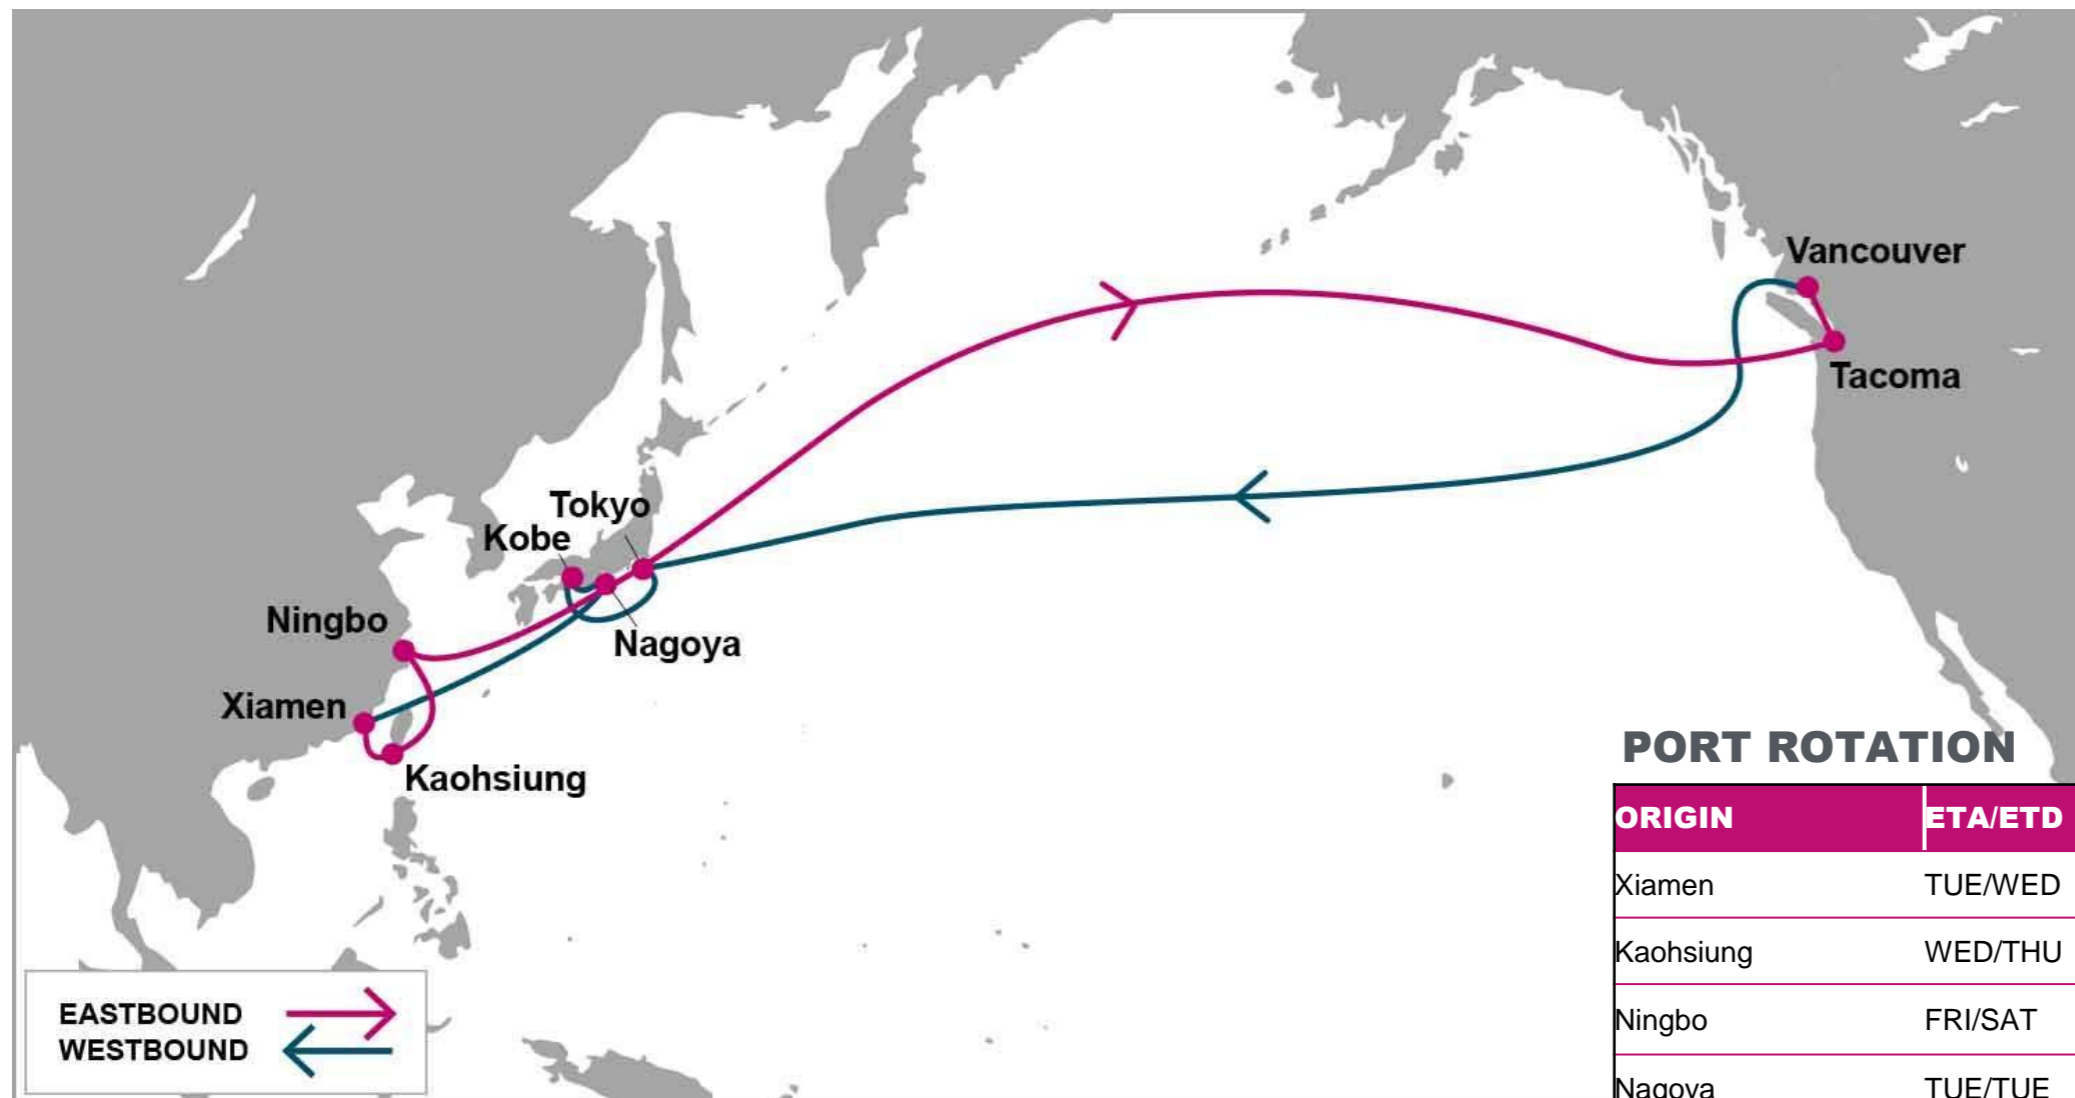 Vancouver
Tacoma
Tokyo
Kobe
Nagoya
Ningbo
Xiamen
Kaohsiung
EASTBOUND
WESTBOUND
PORT ROTATION
ORIGIN ETA/ETD
Xiamen TUE/WED
Kaohsiung WED/THU
Ningbo FRI/SAT
Nagoya TUE/TUE